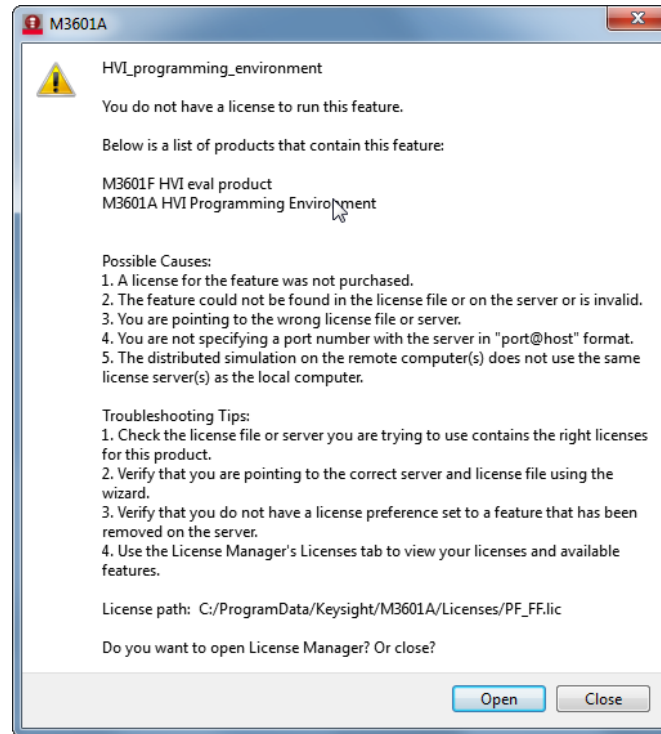 M3601A
HVI_programming_environment
You do not have a license to run this feature.
Below is a list of products that contain this feature:
M3601F HVI eval product
M3601A HVI Programming Environment
Possible Causes:
1. A license for the feature was not purchased.
2. The feature could not be found in the license file or on the server or is invalid.
3. You are pointing to the wrong license file or server.
4. You are not specifying a port number with the server in "port@host" format.
5. The distributed simulation on the remote computer(s) does not use the same
license server(s) as the local computer.
Troubleshooting Tips:
1. Check the license file or server you are trying to use contains the right licenses
for this product.
2. Verify that you are pointing to the correct server and license file using the
wizard.
3. Verify that you do not have a license preference set to a feature that has been
removed on the server.
4. Use the License Manager's Licenses tab to view your licenses and available
features.
License path:  C:/ProgramData/Keysight/M3601A/Licenses/PF_FF.lic
Do you want to open License Manager? Or close?
Open Close